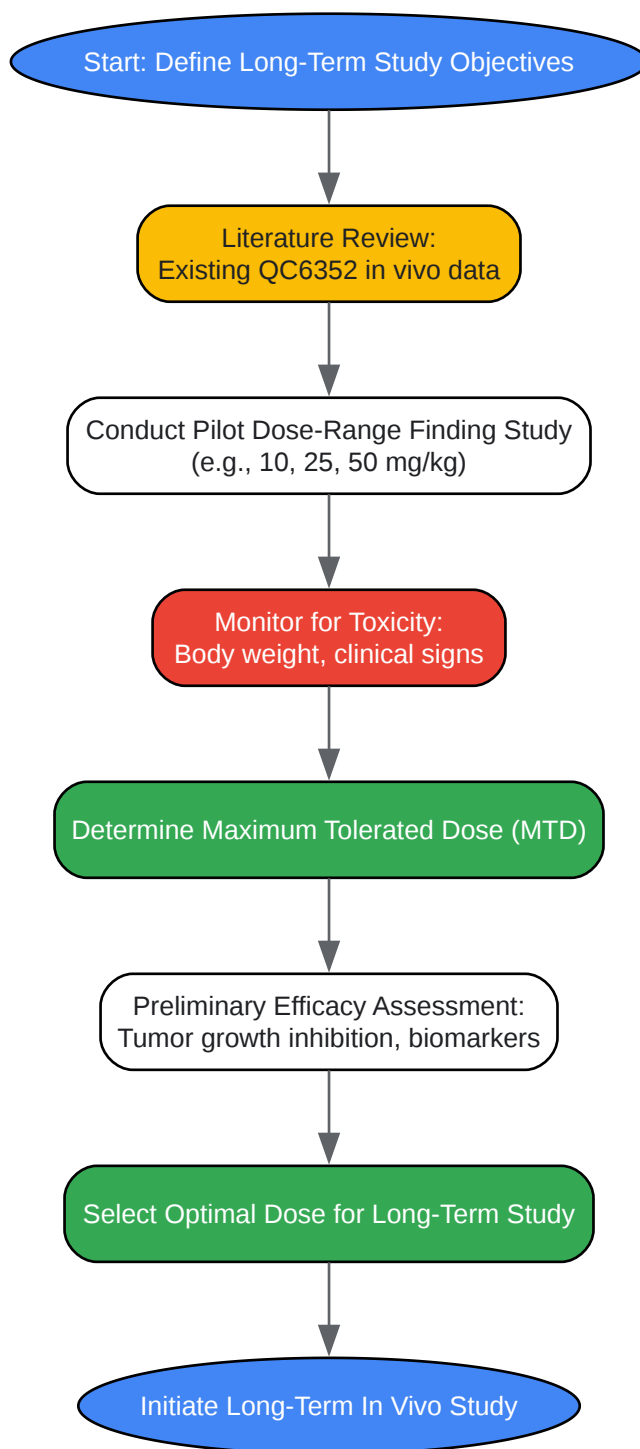 Start: Define Long-Term Study Objectives
Literature Review:
Existing QC6352 in vivo data
Conduct Pilot Dose-Range Finding Study
(e.g., 10, 25, 50 mg/kg)
Monitor for Toxicity:
Body weight, clinical signs
Determine Maximum Tolerated Dose (MTD)
Preliminary Efficacy Assessment:
Tumor growth inhibition, biomarkers
Select Optimal Dose for Long-Term Study
Initiate Long-Term In Vivo Study